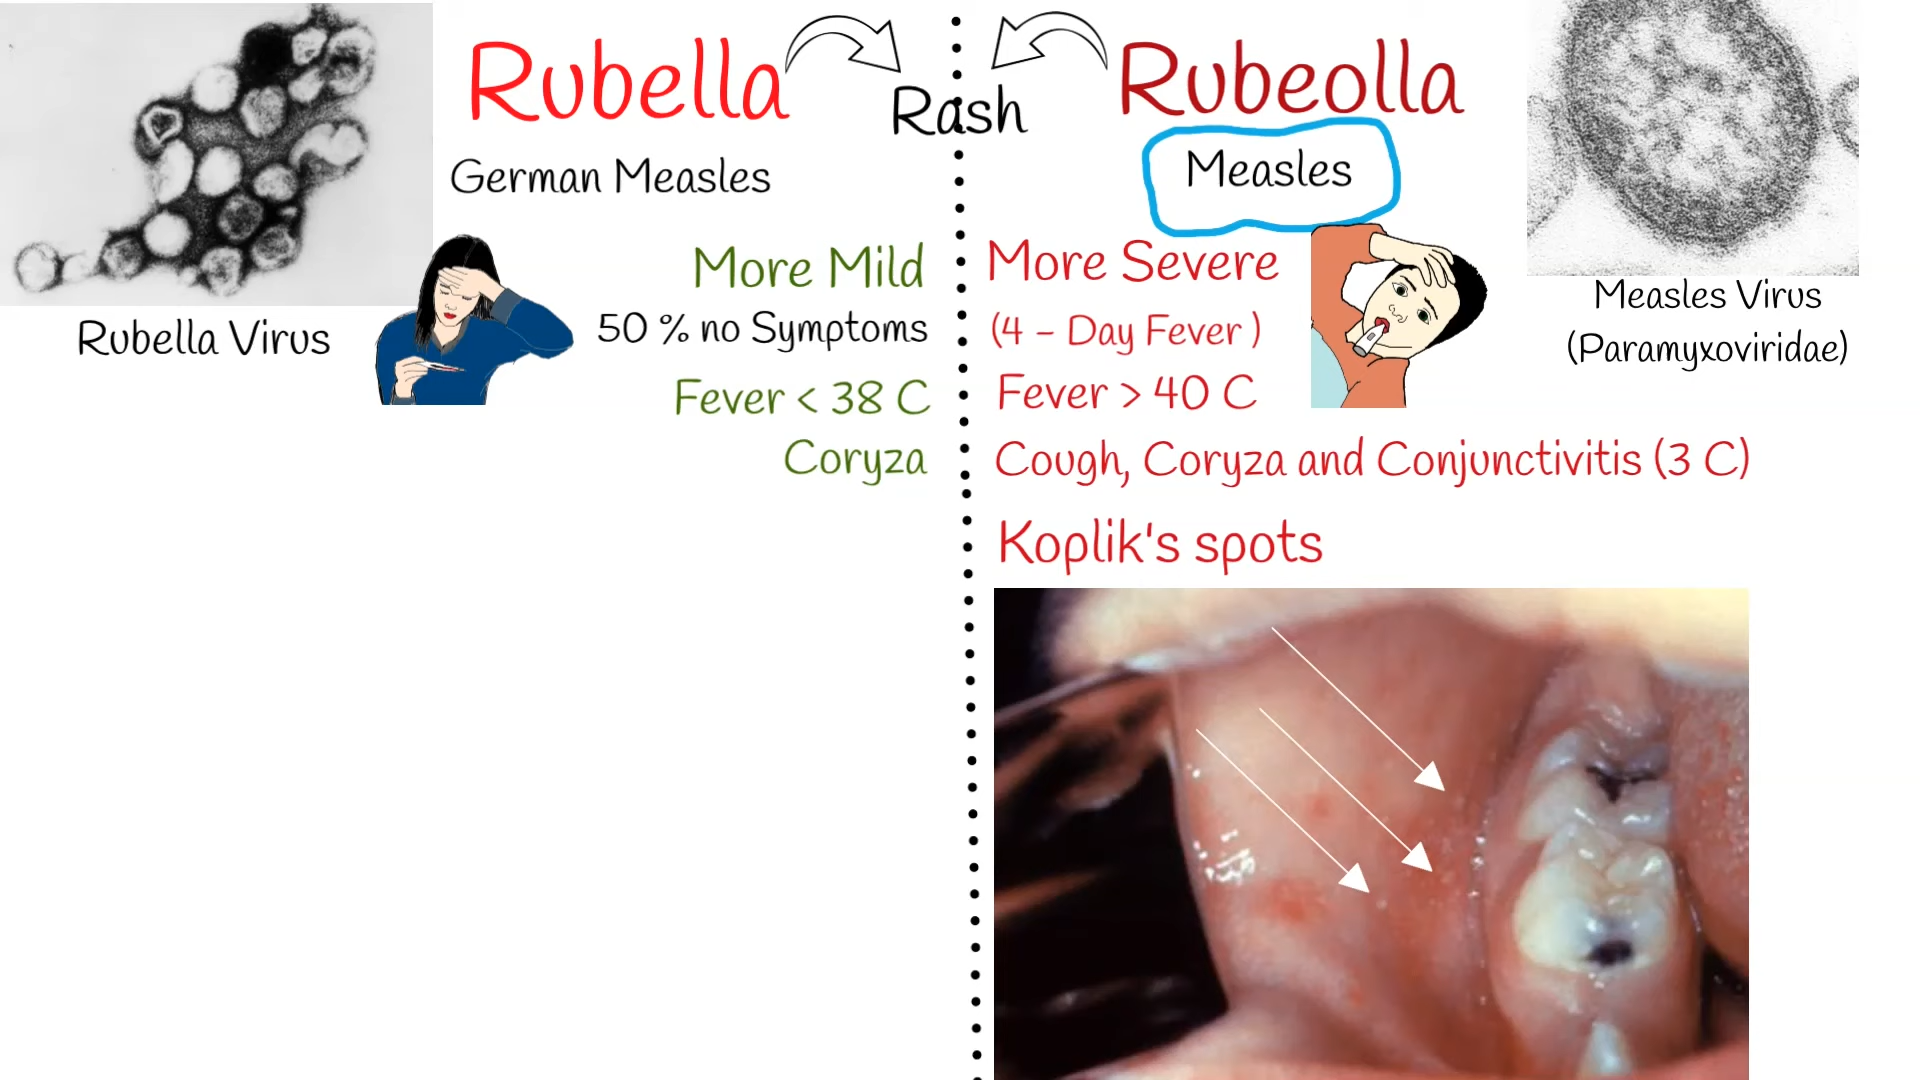 Rubella
German Measles
Rubella Virus
More Mild
50 % no Symptoms
Fever < 38 C
Coryza
Rash
Rubeolla
Measles
More Severe
(4 - Day Fever )
Fever > 40 C
Cough, Coryza and Conjunctivitis (3 C)
Koplik's spots
Measles Virus
(Paramyxoviridae)